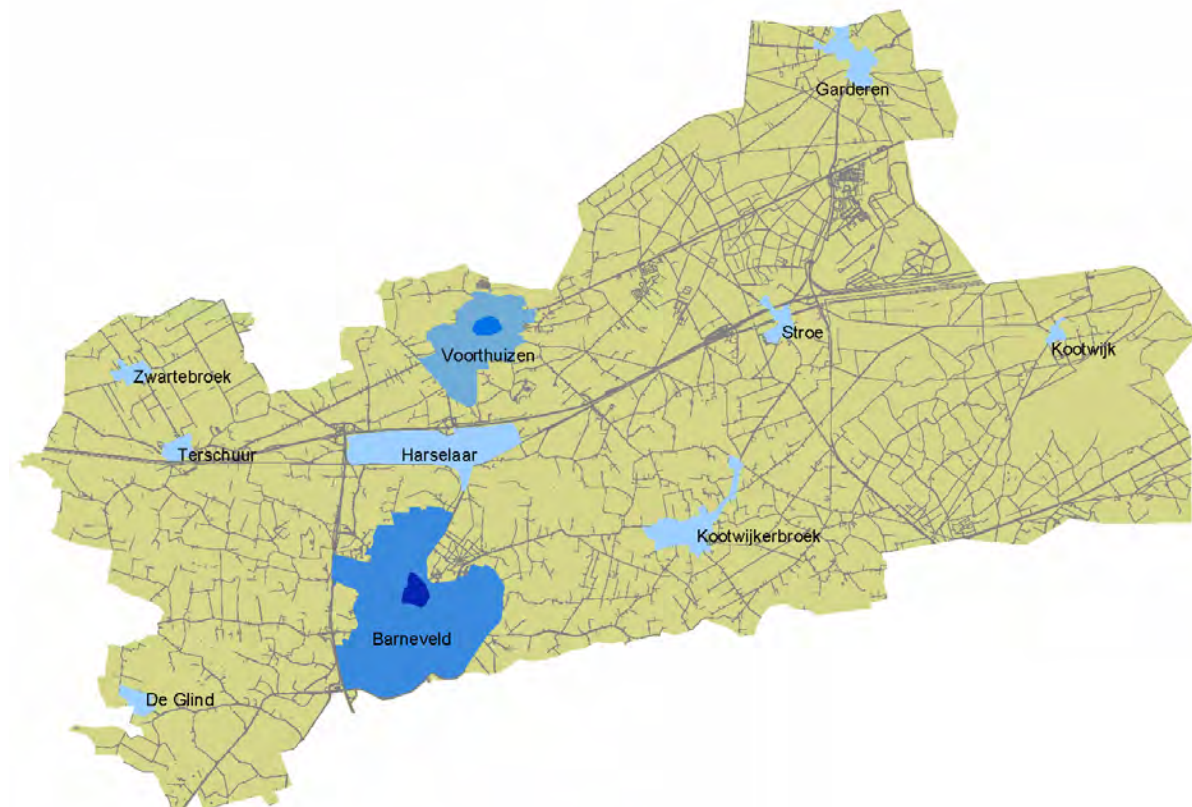 Garderen
Stroe
Kootwijk
Voorthuizen
Zwartebroek
Terschuur
Harselaar
Kootwijkerbroek
Barneveld
De Glind